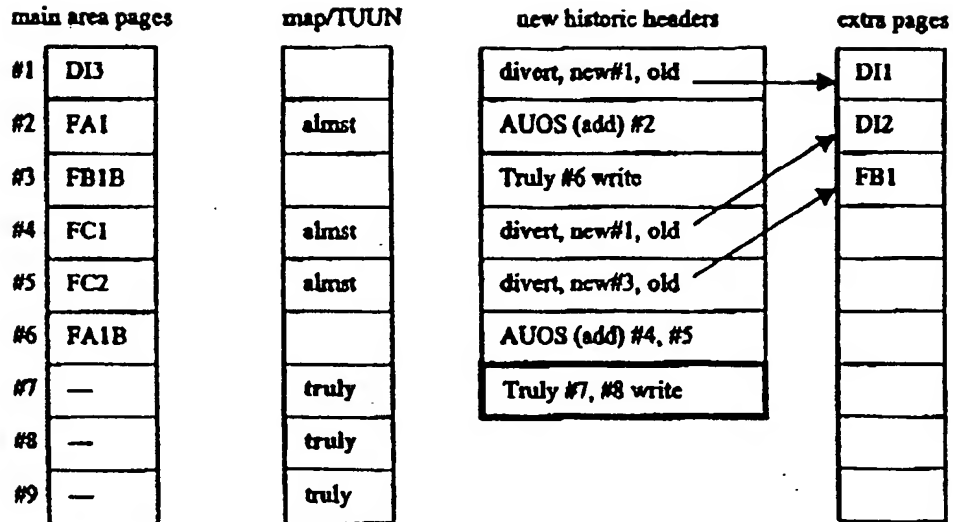 main area pages map/TUUN new historic headers extra pages
#1 DI3 divert, new#1, old DI1
#2 FA1 almst AUOS (add) #2 DI2
#3 FB1B Truly #6 write FB1
#4 FC1 almst divert, new#1, old
#5 FC2 almst divert, new#3, old
#6 FA1B AUOS (add) #4, #5
#7 — truly Truly #7, #8 write
#8 — truly
#9 — truly